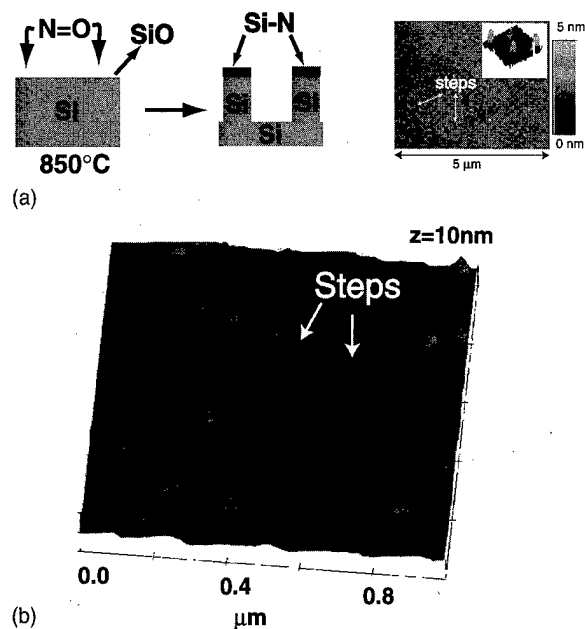 N=O
SiO
Si
850°C
Si-N
Si
Si
Si
steps
5 nm
0 nm
5 μm
(a)
z=10nm
Steps
0.0
0.4
0.8
μm
(b)